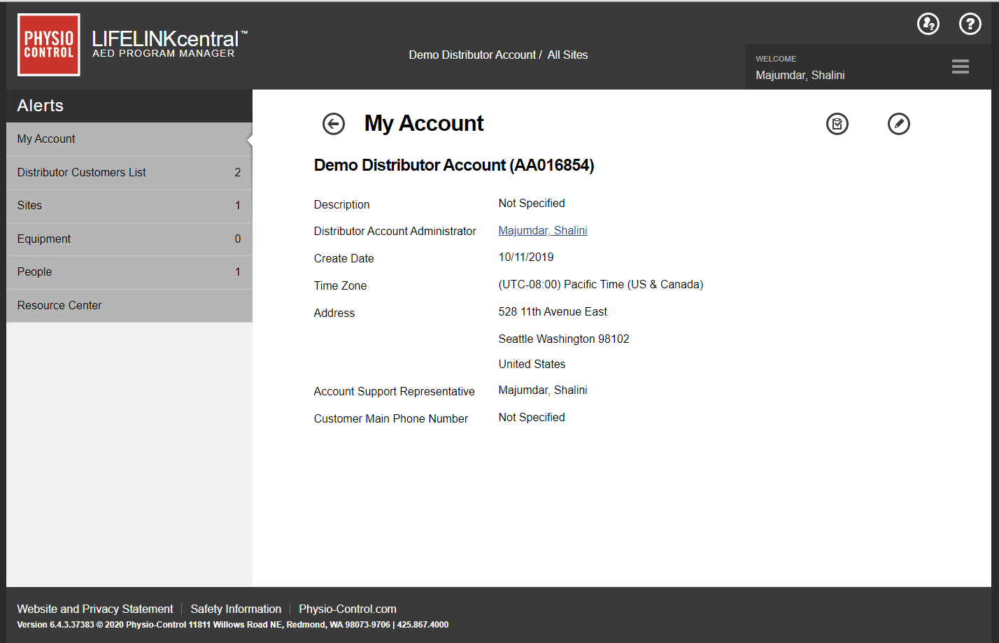 PHYSIO
CONTROL
LIFELINKcentral™
AED PROGRAM MANAGER
Demo Distributor Account / All Sites
?
?
WELCOME
Majumdar, Shalini
Alerts
My Account
Distributor Customers List 2
Sites 1
Equipment 0
People 1
Resource Center
My Account
Demo Distributor Account (AA016854)
Description Not Specified
Distributor Account Administrator Majumdar, Shalini
Create Date 10/11/2019
Time Zone (UTC-08:00) Pacific Time (US & Canada)
Address 528 11th Avenue East
Seattle Washington 98102
United States
Account Support Representative Majumdar, Shalini
Customer Main Phone Number Not Specified
Website and Privacy Statement | Safety Information | Physio-Control.com
Version 6.4.3.37383 © 2020 Physio-Control 11811 Willows Road NE, Redmond, WA 98073-9706 | 425.867.4000